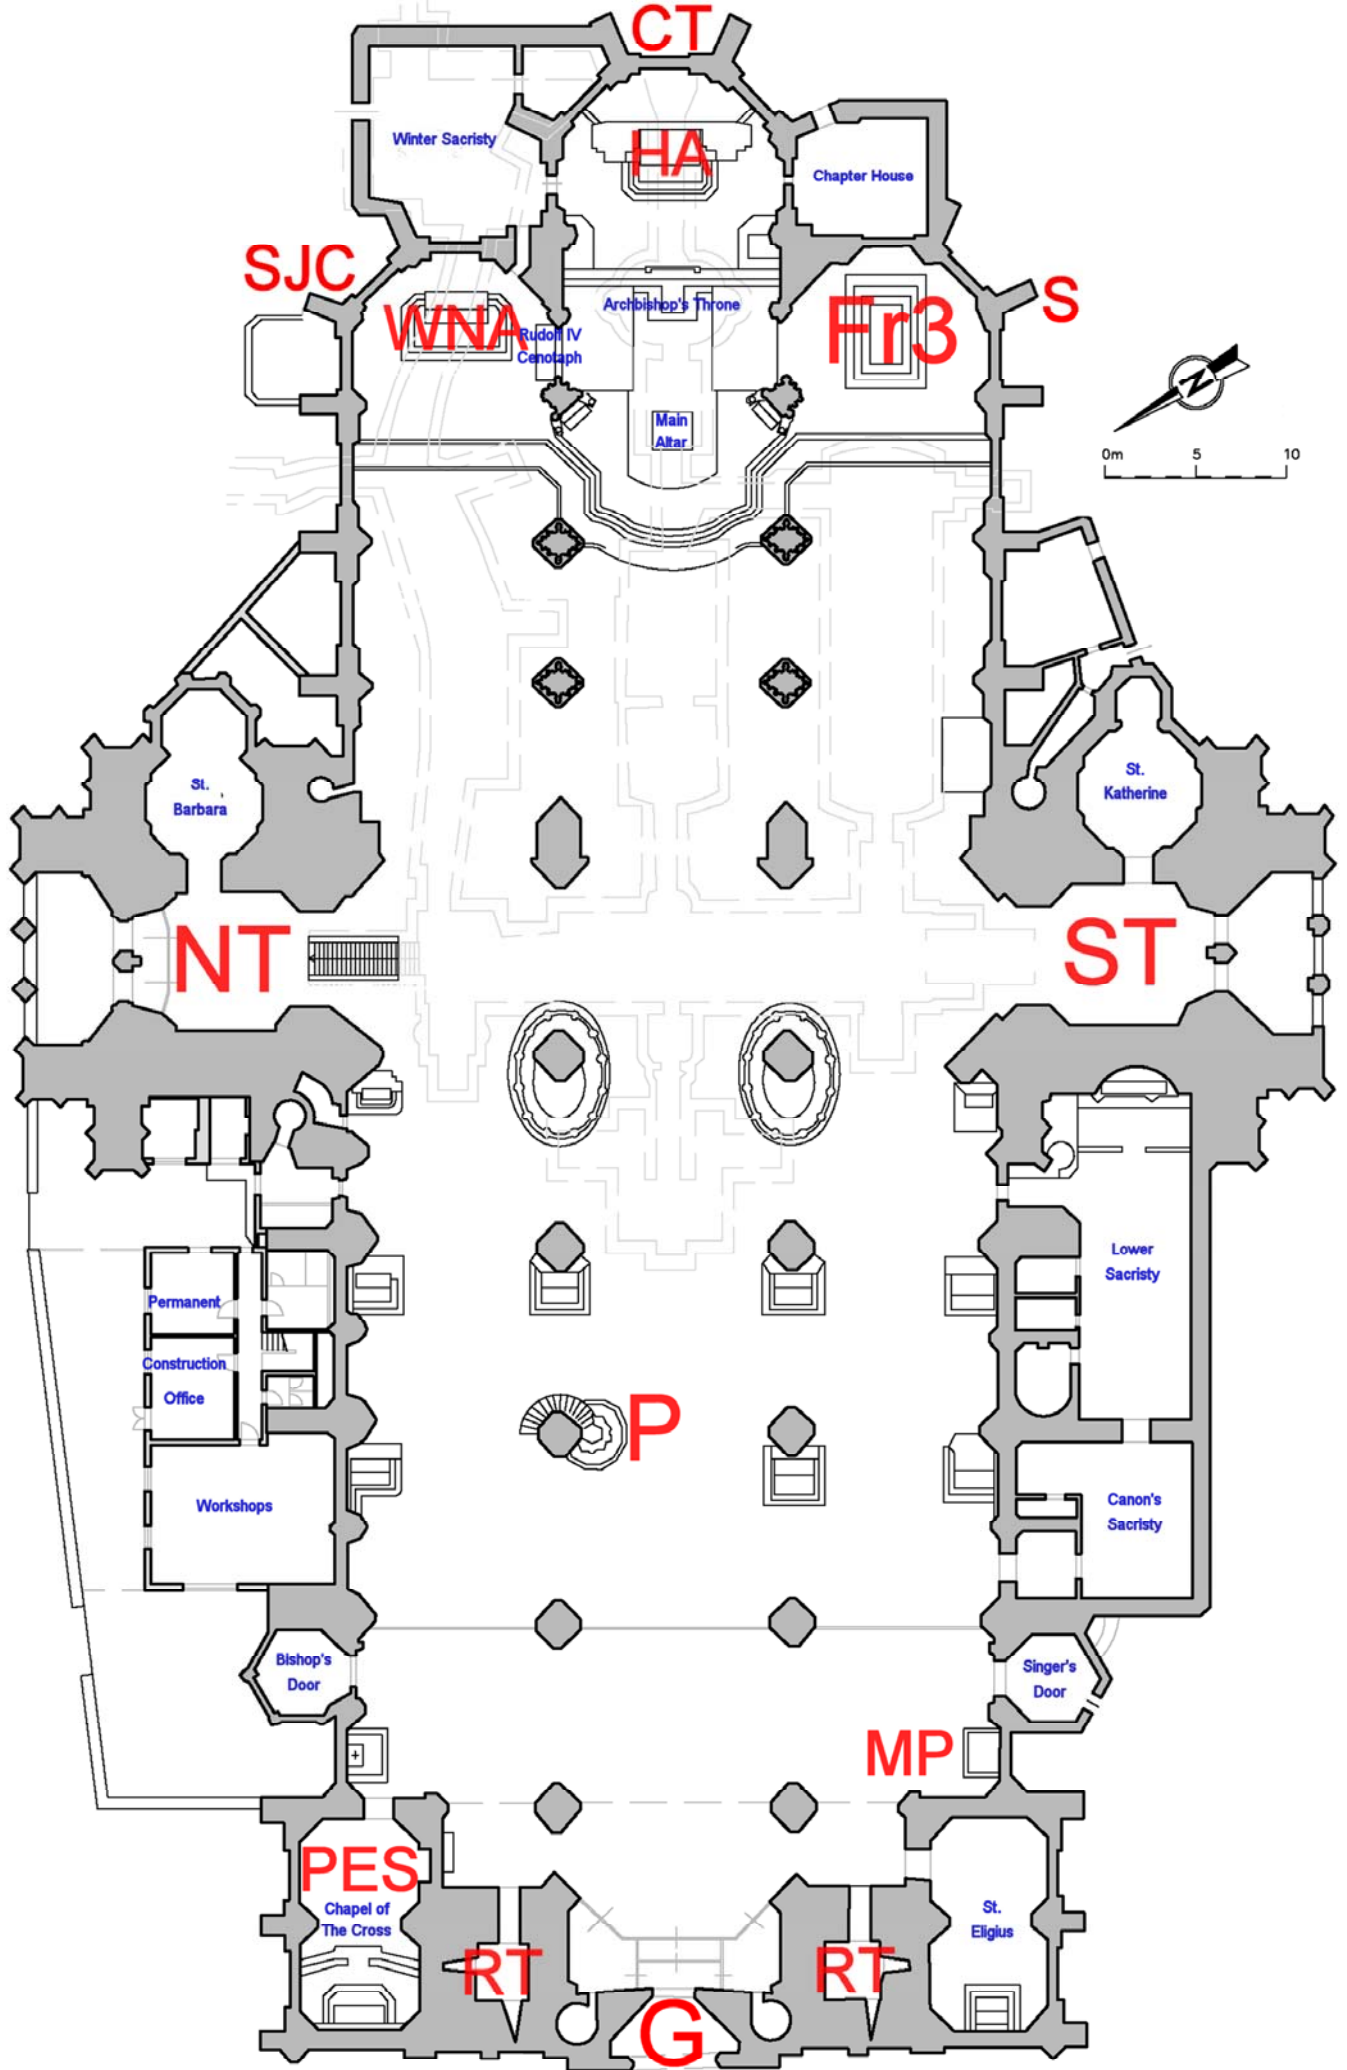 CT
Winter Sacristy
HA
Chapter House
SJC
S
WNA
Archbishop's Throne
Fr3
Rudolf IV
Cenotaph
N
Main
Altar
0m 5 10
St.
Barbara
St.
Katherine
NT
ST
Lower
Sacristy
Permanent
Construction
Office
P
Workshops
Canon's
Sacristy
Bishop's
Door
Singer's
Door
MP
PES
Chapel of
The Cross
St.
Eligius
RT
RT
G